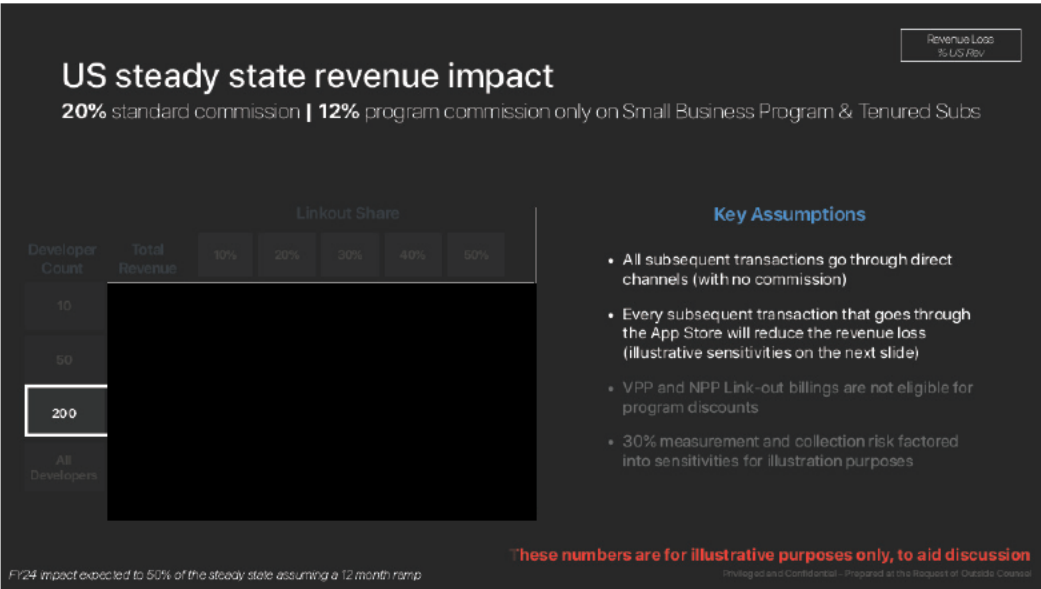 Revenue Loss
% US Rev
US steady state revenue impact
20% standard commission | 12% program commission only on Small Business Program & Tenured Subs
Linkout Share
Developer
Count
Total
Revenue
10%
20%
30%
40%
50%
10
50
200
All
Developers
Key Assumptions
• All subsequent transactions go through direct
channels (with no commission)
• Every subsequent transaction that goes through
the App Store will reduce the revenue loss
(illustrative sensitivities on the next slide)
• VPP and NPP Link-out billings are not eligible for
program discounts
• 30% measurement and collection risk factored
into sensitivities for illustration purposes
These numbers are for illustrative purposes only, to aid discussion
FY24 impact expected to 50% of the steady state assuming a 12 month ramp
Privileged and Confidential - Prepared at the Request of Outside Counsel